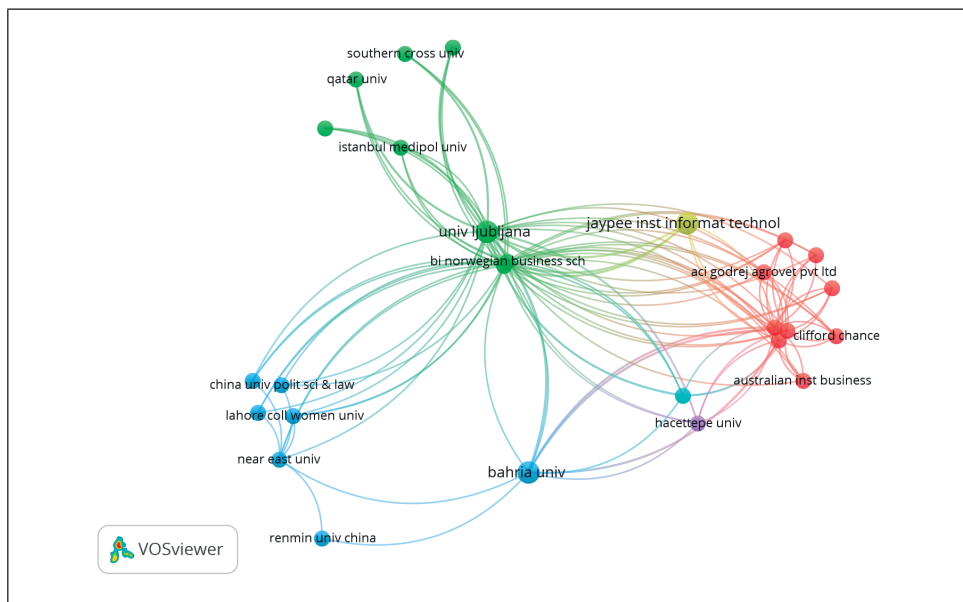 southern cross univ
qatar univ
istanbul medipol univ
univ ljubljana
jaypee inst informat technol
bi norwegian business sch
aci godrej agrovet pvt ltd
clifford chance
australian inst business
china univ polit sci & law
lahore coll women univ
hacettepe univ
near east univ
bahria univ
renmin univ china
VOSviewer